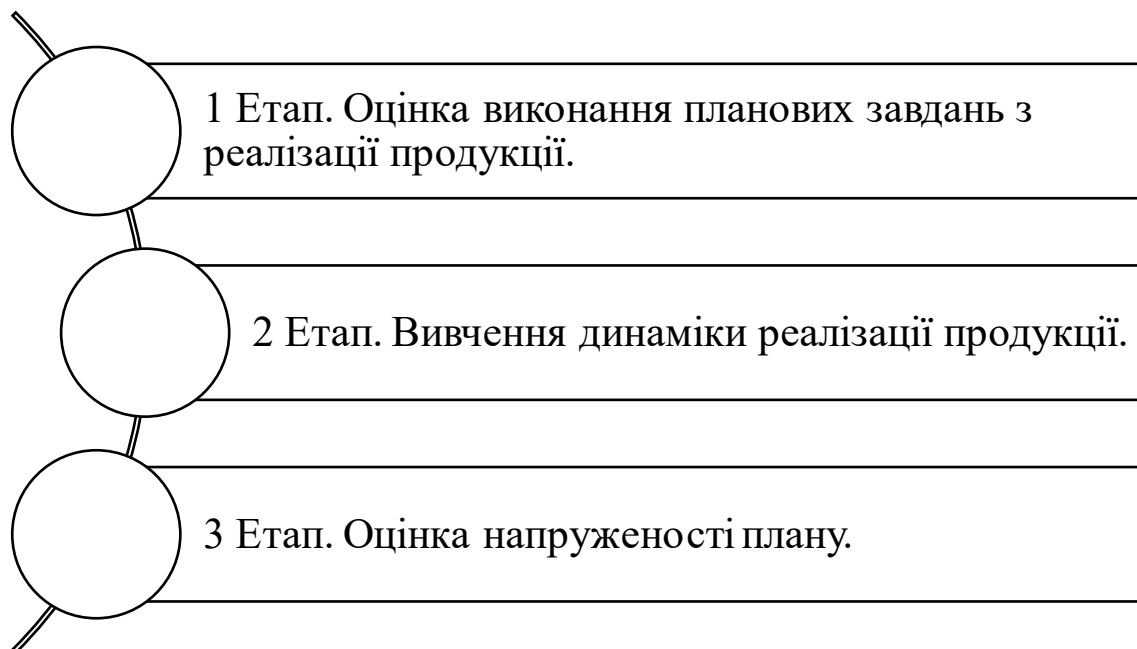 1 Етап. Оцінка виконання планових завдань з
реалізації продукції.
2 Етап. Вивчення динаміки реалізації продукції.
3 Етап. Оцінка напруженості плану.